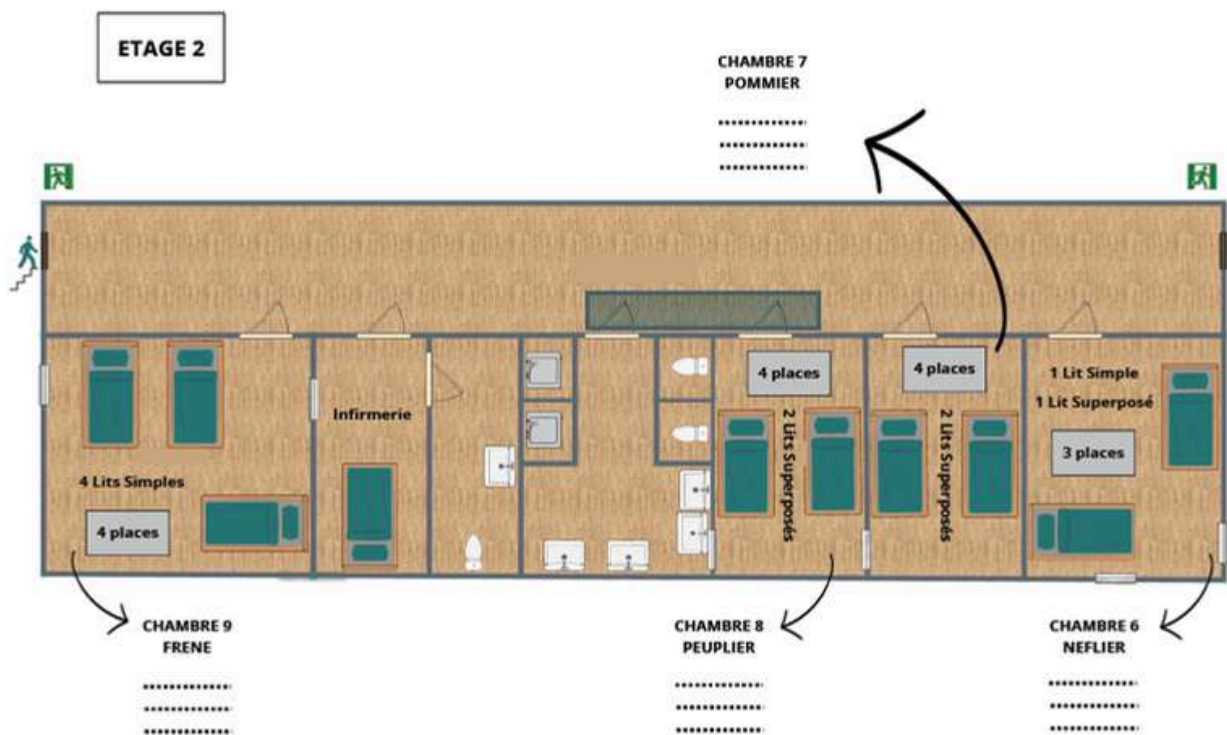 ETAGE 2
CHAMBRE 7
POMMIER
4 places
4 places
1 Lit Simple
1 Lit Superposé
3 places
Infirmerie
2 Lits Superposés
2 Lits Superposés
4 Lits Simples
4 places
CHAMBRE 9
FRENE
CHAMBRE 8
PEUPLIER
CHAMBRE 6
NEFLIER